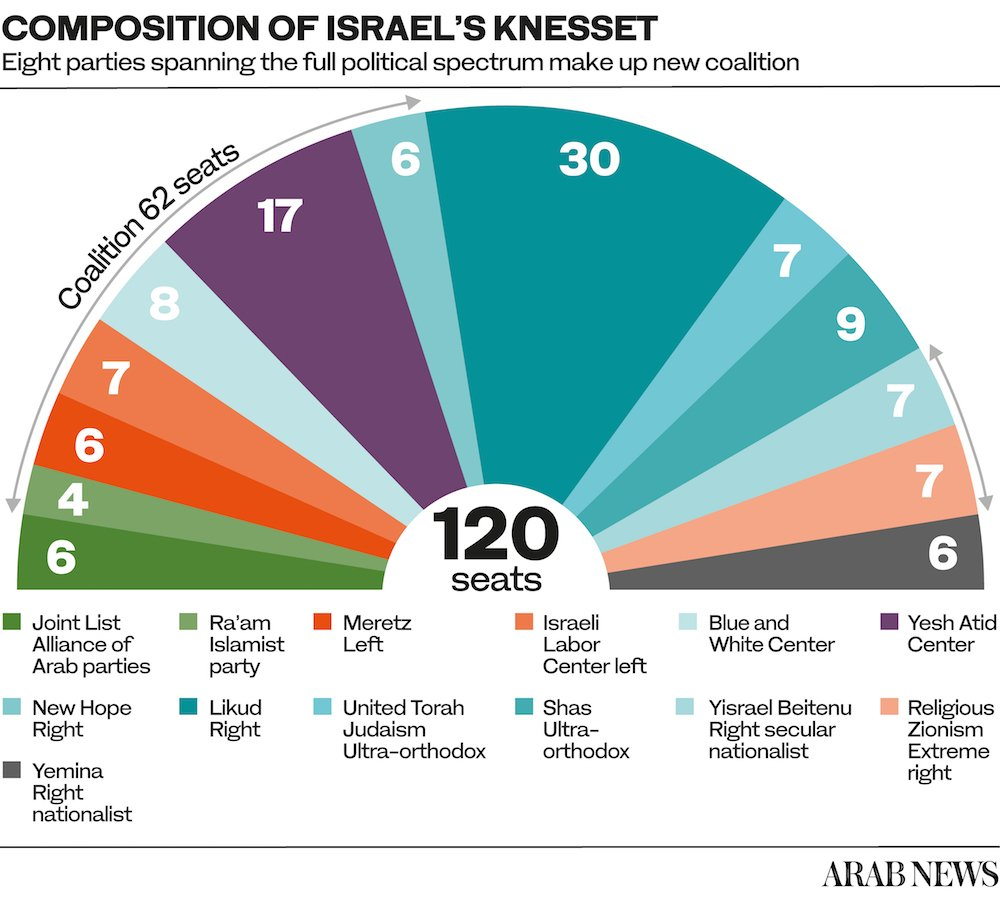 COMPOSITION OF ISRAEL’S KNESSET
Eight parties spanning the full political spectrum make up new coalition
Coalition 62 seats
6
4
6
7
8
17
6
30
7
9
7
7
6
120
seats
Joint List
Alliance of
Arab parties
Ra’am
Islamist
party
Meretz
Left
Israeli
Labor
Center left
Blue and
White Center
Yesh Atid
Center
New Hope
Right
Likud
Right
United Torah
Judaism
Ultra-orthodox
Shas
Ultra-
orthodox
Yisrael Beitenu
Right secular
nationalist
Religious
Zionism
Extreme
right
Yemina
Right
nationalist
ARAB NEWS